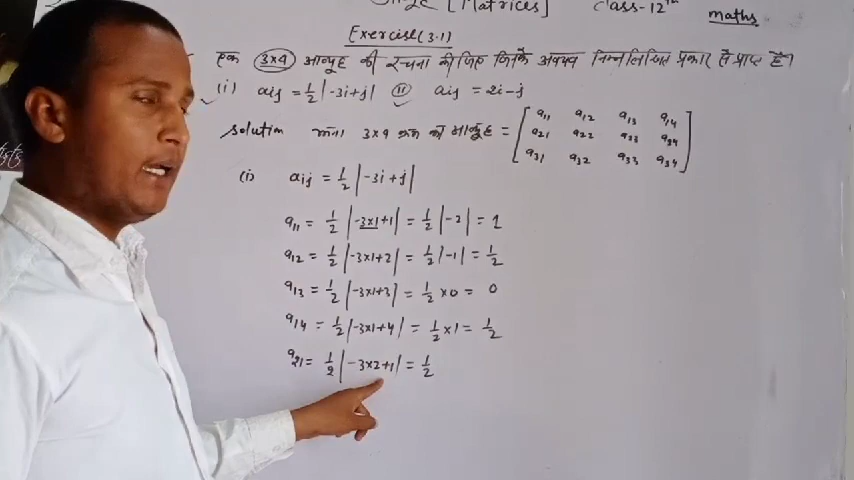 [Matrices] Class-12th maths
Exercise(3.1)
एक 3×4 आव्यूह की रचना कीजिए जिसके अवयव निम्नलिखित प्रकार से प्राप्त हैं।
(i) aij = 1/2 |-3i+j| (ii) aij = 2i-j
solution माना 3×4 क्रम का आव्यूह = [a11 a12 a13 a14
a21 a22 a23 a24
a31 a32 a33 a34]
(i) aij = 1/2 |-3i+j|
a11 = 1/2 |-3×1+1| = 1/2 |-2| = 1
a12 = 1/2 |-3×1+2| = 1/2 |-1| = 1/2
a13 = 1/2 |-3×1+3| = 1/2 ×0 = 0
a14 = 1/2 |-3×1+4| = 1/2 ×1 = 1/2
a21 = 1/2 |-3×2+1| = 1/2